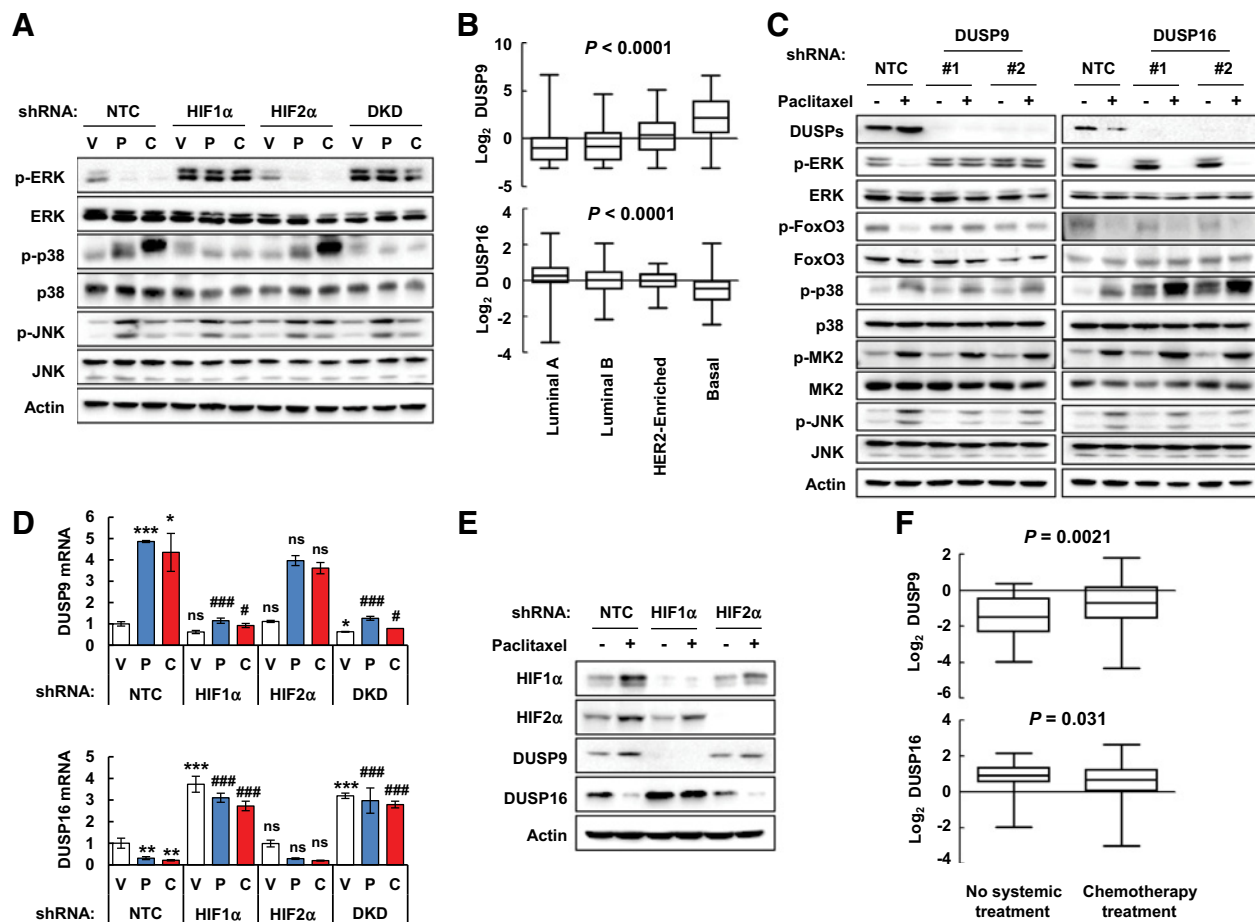 A
shRNA: NTC HIF1α HIF2α DKD
V P C V P C V P C V P C
p-ERK
ERK
p-p38
p38
p-JNK
JNK
Actin
B
P < 0.0001
Log2 DUSP9
10
5
0
-5
P < 0.0001
Log2 DUSP16
4
2
0
-2
-4
Luminal A
Luminal B
HER2-Enriched
Basal
C
shRNA: DUSP9 DUSP16
NTC #1 #2 NTC #1 #2
Paclitaxel - + - + - + - + - + - +
DUSPs
p-ERK
ERK
p-FoxO3
FoxO3
p-p38
p38
p-MK2
MK2
p-JNK
JNK
Actin
D
DUSP9 mRNA
6
5
4
3
2
1
0
*** * ns ### # ns ns ns * ### #
V P C V P C V P C V P C
shRNA: NTC HIF1α HIF2α DKD
DUSP16 mRNA
5
4
3
2
1
0
** ** *** ### ### ns ns ns *** ### ###
V P C V P C V P C V P C
shRNA: NTC HIF1α HIF2α DKD
E
shRNA: NTC HIF1α HIF2α
Paclitaxel - + - + - +
HIF1α
HIF2α
DUSP9
DUSP16
Actin
F
P = 0.0021
Log2 DUSP9
2
0
-2
-4
-6
P = 0.031
Log2 DUSP16
4
2
0
-2
-4
No systemic treatment
Chemotherapy treatment